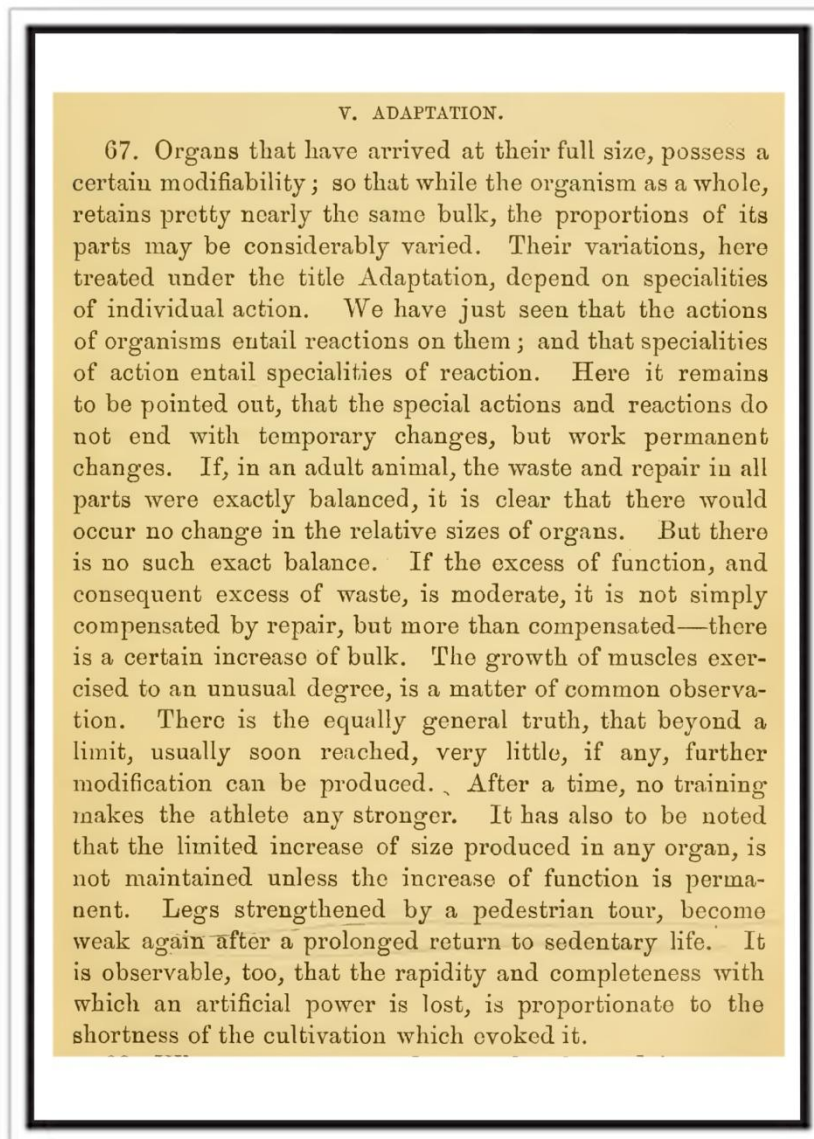 V. ADAPTATION.
67. Organs that have arrived at their full size, possess a
certain modifiability; so that while the organism as a whole,
retains pretty nearly the same bulk, the proportions of its
parts may be considerably varied. Their variations, here
treated under the title Adaptation, depend on specialities
of individual action. We have just seen that the actions
of organisms entail reactions on them; and that specialities
of action entail specialities of reaction. Here it remains
to be pointed out, that the special actions and reactions do
not end with temporary changes, but work permanent
changes. If, in an adult animal, the waste and repair in all
parts were exactly balanced, it is clear that there would
occur no change in the relative sizes of organs. But there
is no such exact balance. If the excess of function, and
consequent excess of waste, is moderate, it is not simply
compensated by repair, but more than compensated—there
is a certain increase of bulk. The growth of muscles exer-
cised to an unusual degree, is a matter of common observa-
tion. There is the equally general truth, that beyond a
limit, usually soon reached, very little, if any, further
modification can be produced. After a time, no training
makes the athlete any stronger. It has also to be noted
that the limited increase of size produced in any organ, is
not maintained unless the increase of function is perma-
nent. Legs strengthened by a pedestrian tour, become
weak again after a prolonged return to sedentary life. It
is observable, too, that the rapidity and completeness with
which an artificial power is lost, is proportionate to the
shortness of the cultivation which evoked it.